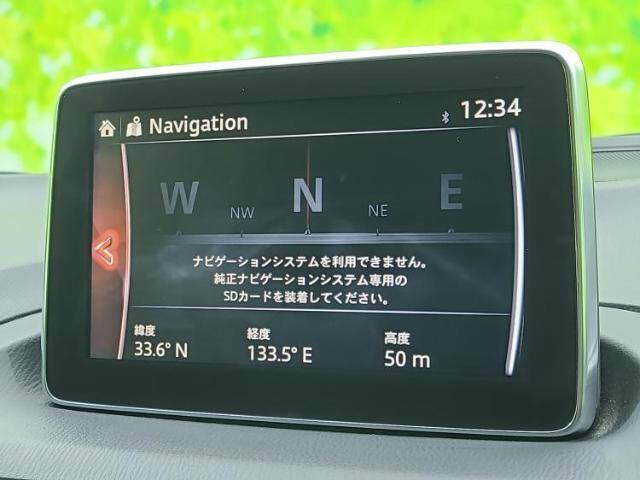 Navigation
12:34
W NW N NE E
ナビゲーションシステムを利用できません。
純正ナビゲーションシステム専用の
SDカードを装着してください。
緯度 経度 高度
33.6° N 133.5° E 50 m